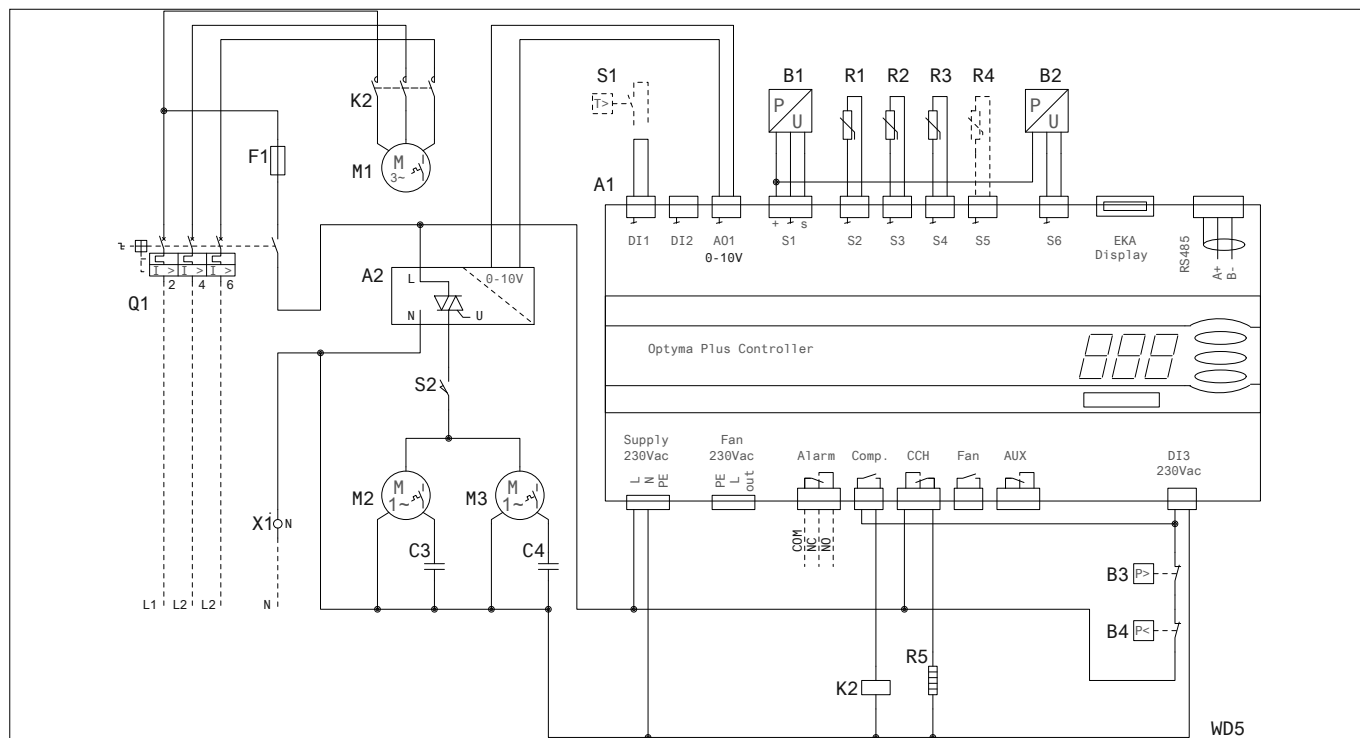 S1
B1
R1
R2
R3
R4
B2
T>
P
U
P
U
K2
F1
M1
M
3~
A1
+
s
DI1
DI2
AO1
S1
S2
S3
S4
S5
S6
EKA
Display
RS485
A+
B-
0-10V
A2
L
0-10V
N
U
I >
I >
I >
2
4
6
Q1
Optyma Plus Controller
S2
Supply
230Vac
Fan
230Vac
Alarm
Comp.
CCH
Fan
AUX
DI3
230Vac
L
N
PE
PE
L
out
M2
M
1~
M3
M
1~
X1
N
C3
C4
COM
NC
NO
B3
P>
B4
P<
L1
L2
L2
N
R5
K2
WD5